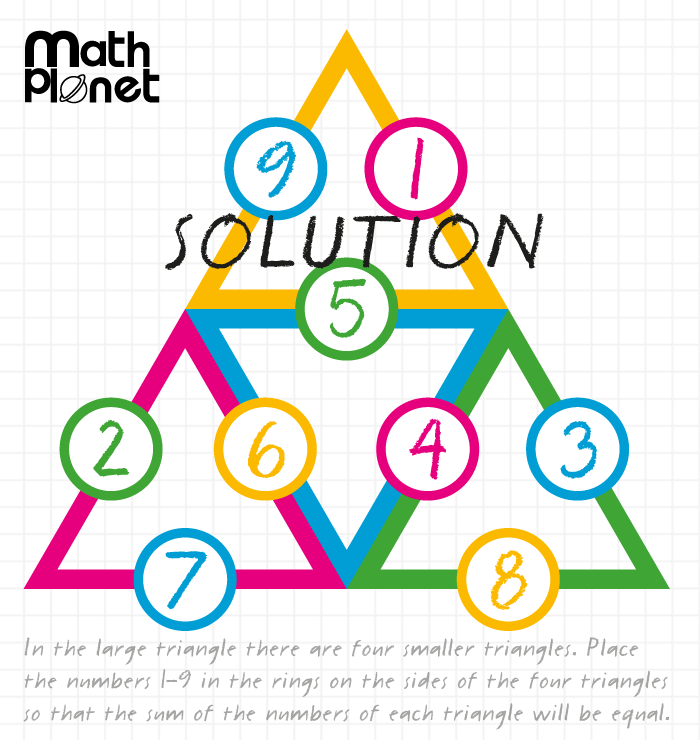 Math
Planet
9 1
SOLUTION
5
2 6 4 3
7 8
In the large triangle there are four smaller triangles. Place
the numbers 1–9 in the rings on the sides of the four triangles
so that the sum of the numbers of each triangle will be equal.